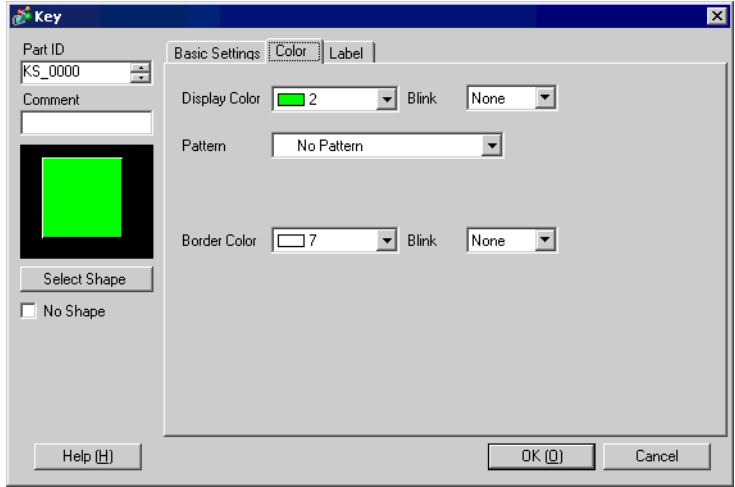 Key
Part ID
KS_0000
Comment
Select Shape
No Shape
Basic Settings Color Label
Display Color 2 Blink None
Pattern No Pattern
Border Color 7 Blink None
Help (H) OK (O) Cancel